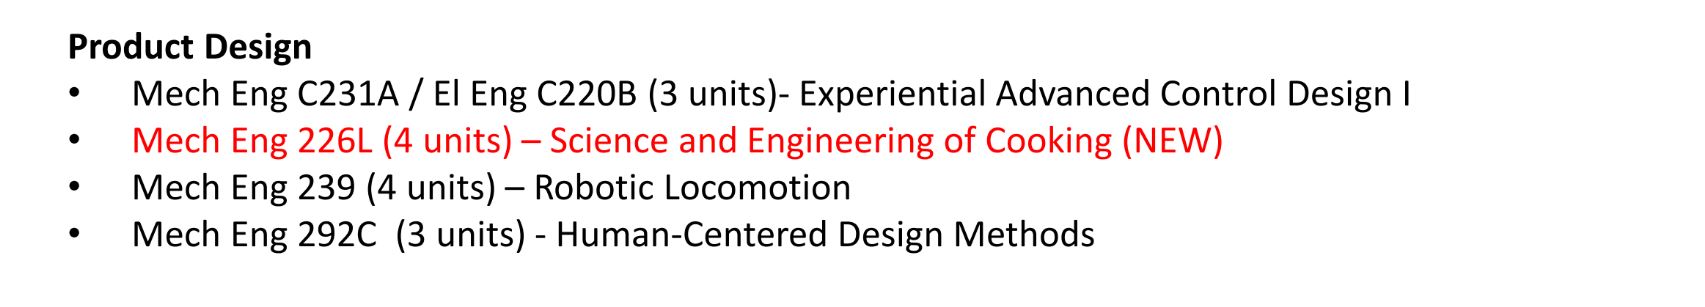 Product Design
• Mech Eng C231A / El Eng C220B (3 units)- Experiential Advanced Control Design I
• Mech Eng 226L (4 units) – Science and Engineering of Cooking (NEW)
• Mech Eng 239 (4 units) – Robotic Locomotion
• Mech Eng 292C  (3 units) - Human-Centered Design Methods